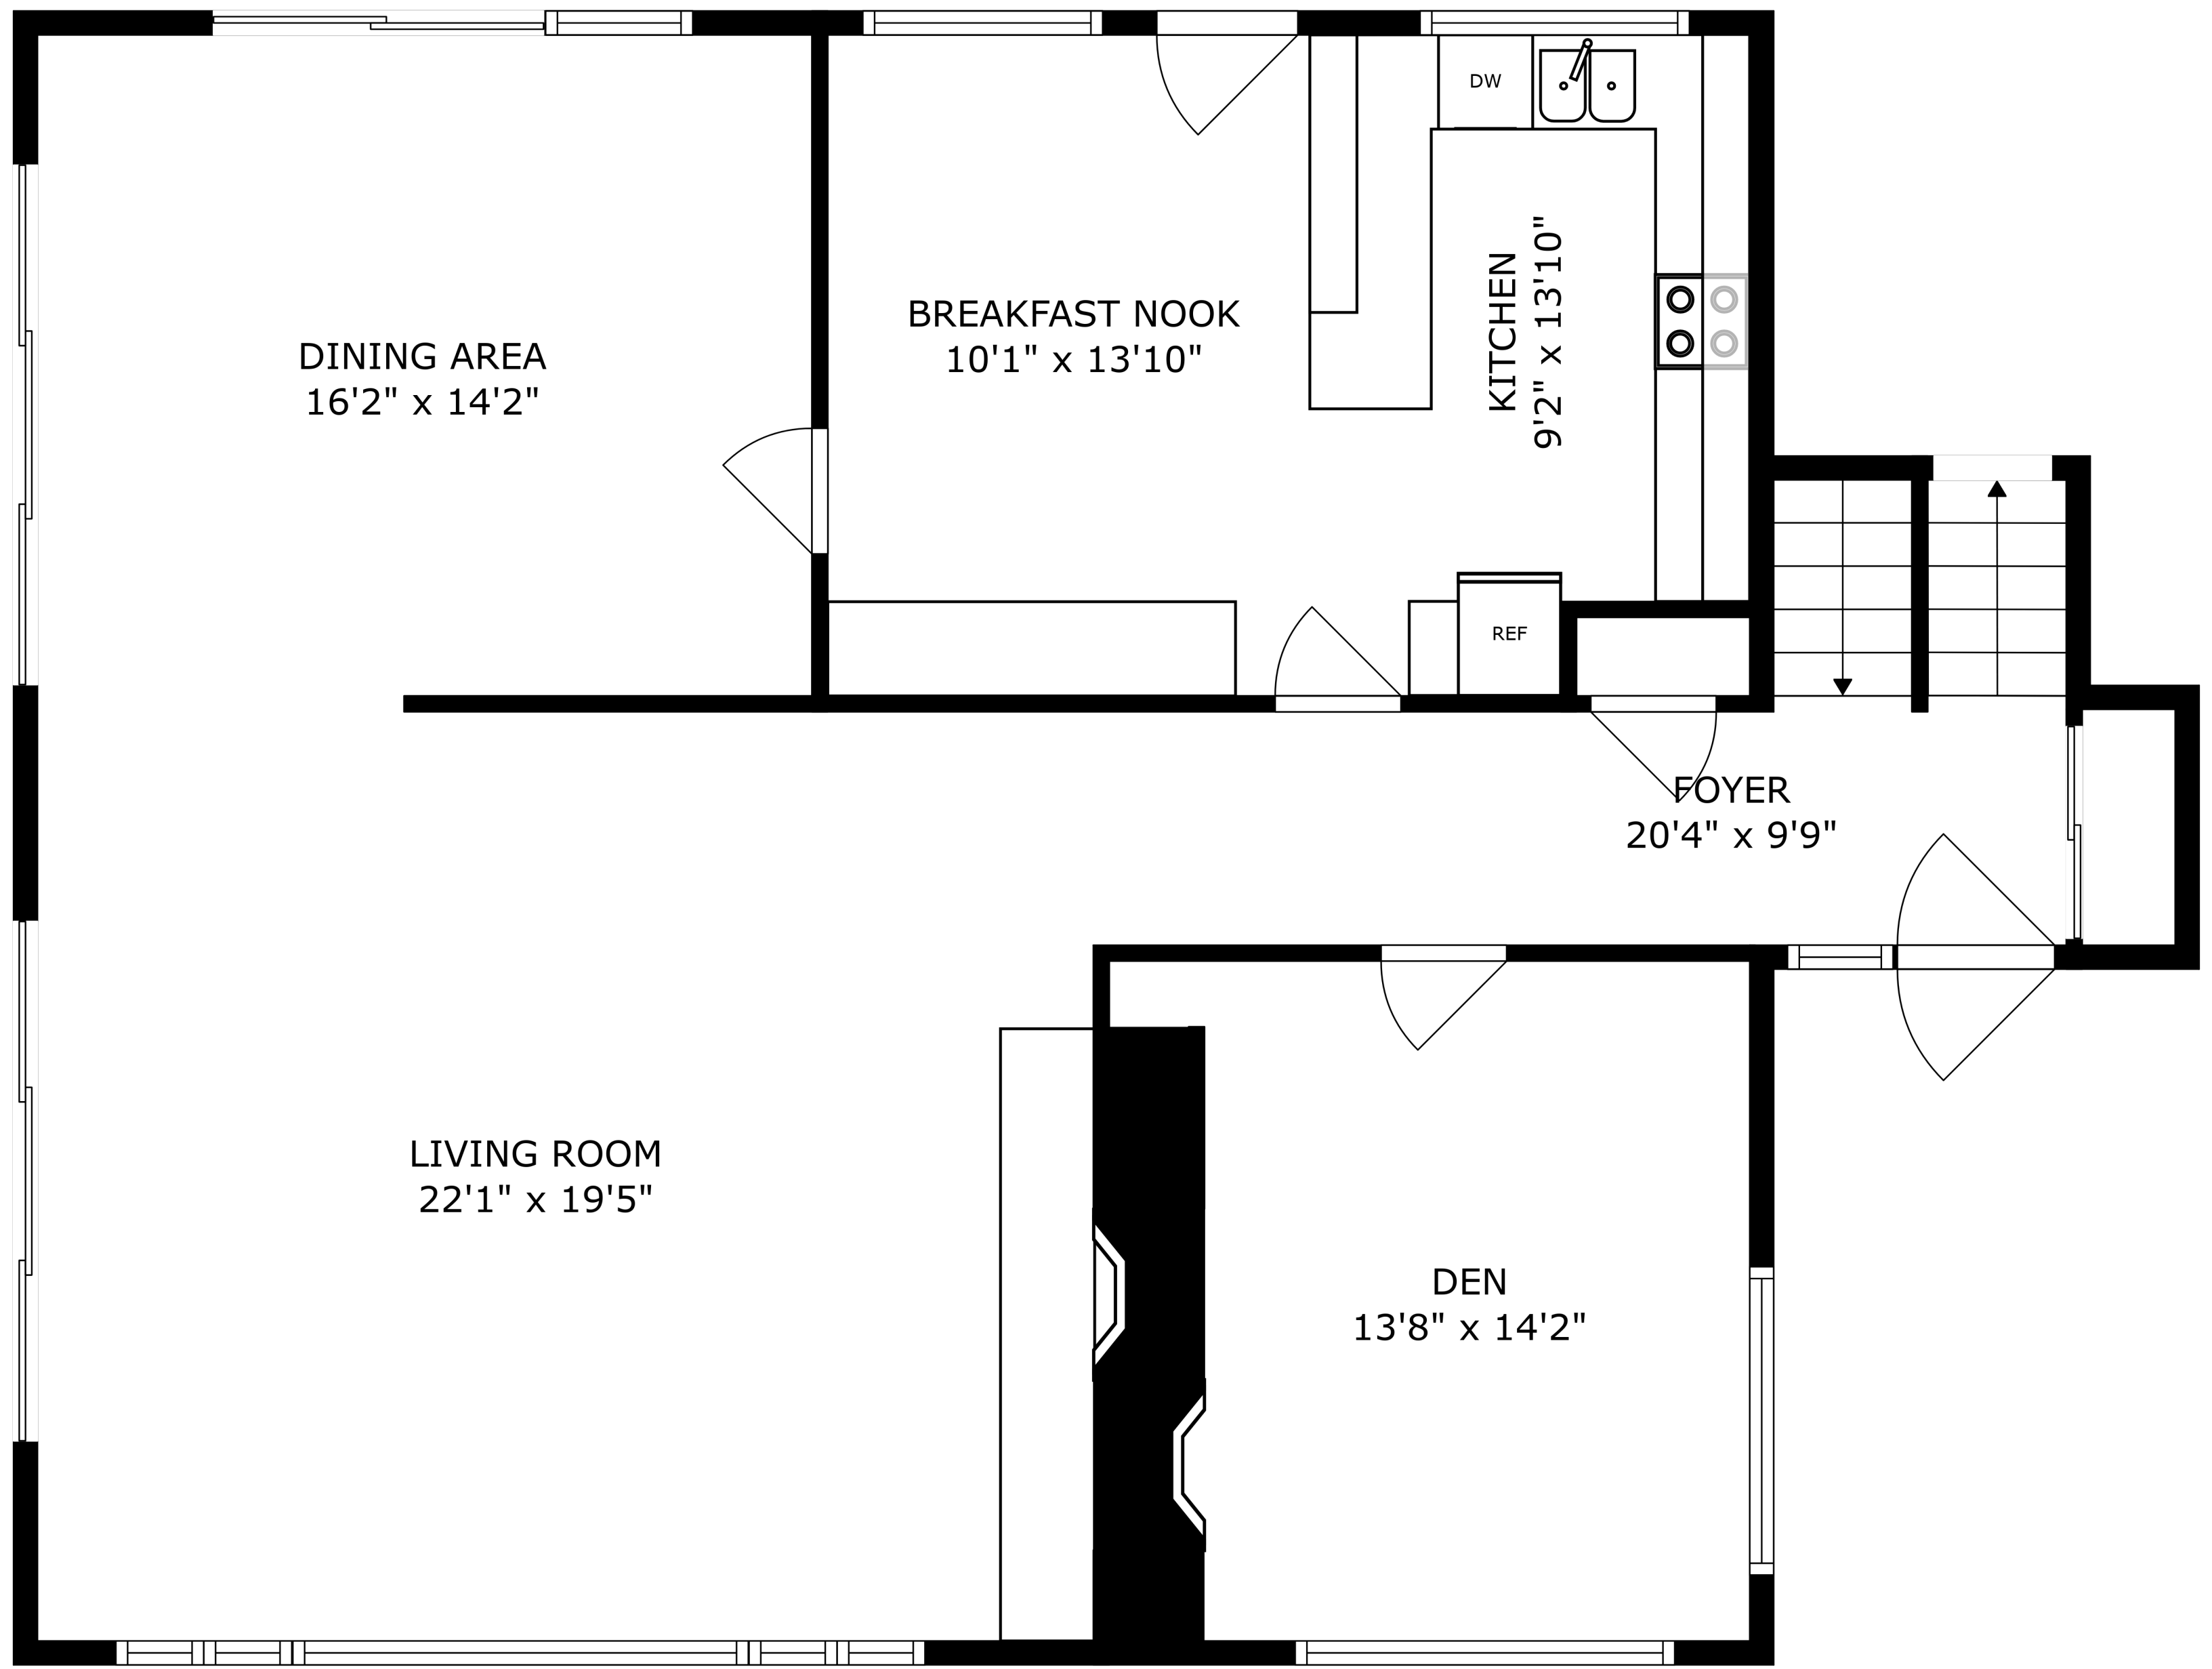 DW
BREAKFAST NOOK
10'1" x 13'10"
KITCHEN
9'2" x 13'10"
DINING AREA
16'2" x 14'2"
REF
FOYER
20'4" x 9'9"
LIVING ROOM
22'1" x 19'5"
DEN
13'8" x 14'2"